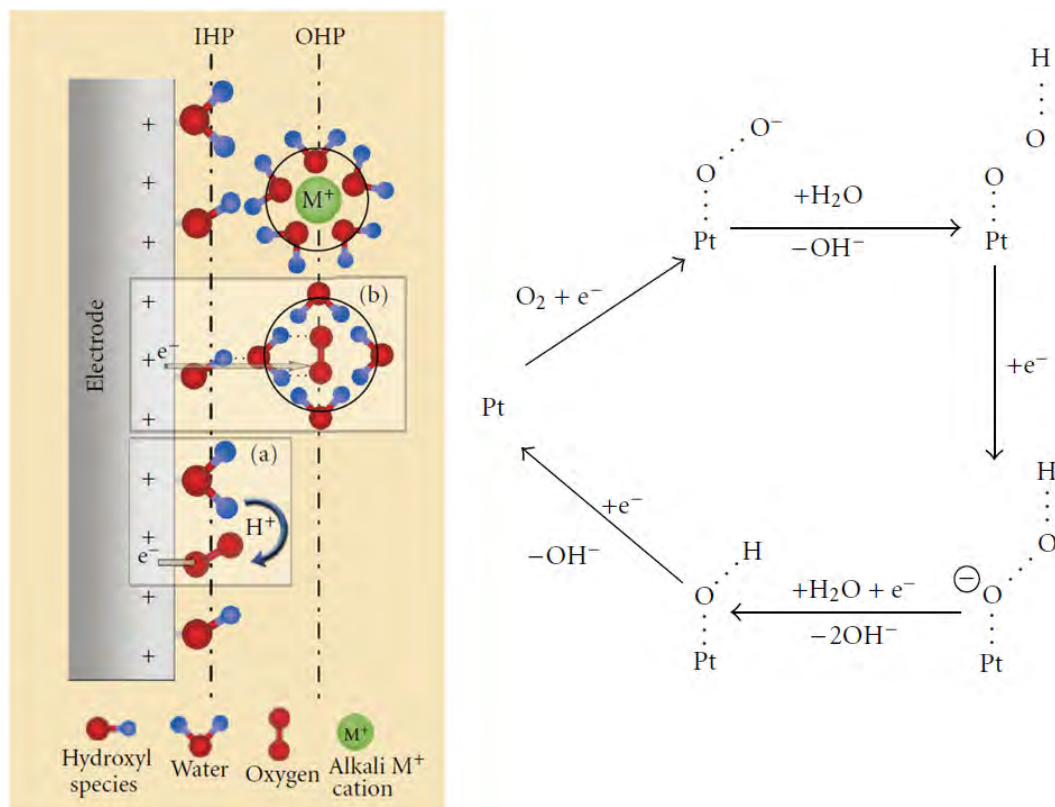 IHP OHP
+
M⁺
+
+
+
(b)
e⁻
+
+
Electrode
(a)
+
H⁺
+
e⁻
+
+
M⁺
Hydroxyl
species
Water
Oxygen
Alkali M⁺
cation
H
O⁻
O
O
O
+H₂O
−OH⁻
Pt
Pt
O₂ + e⁻
+e⁻
Pt
H
+e⁻
−OH⁻
H
O
O
+H₂O + e⁻
−2OH⁻
⊖
O
Pt
Pt